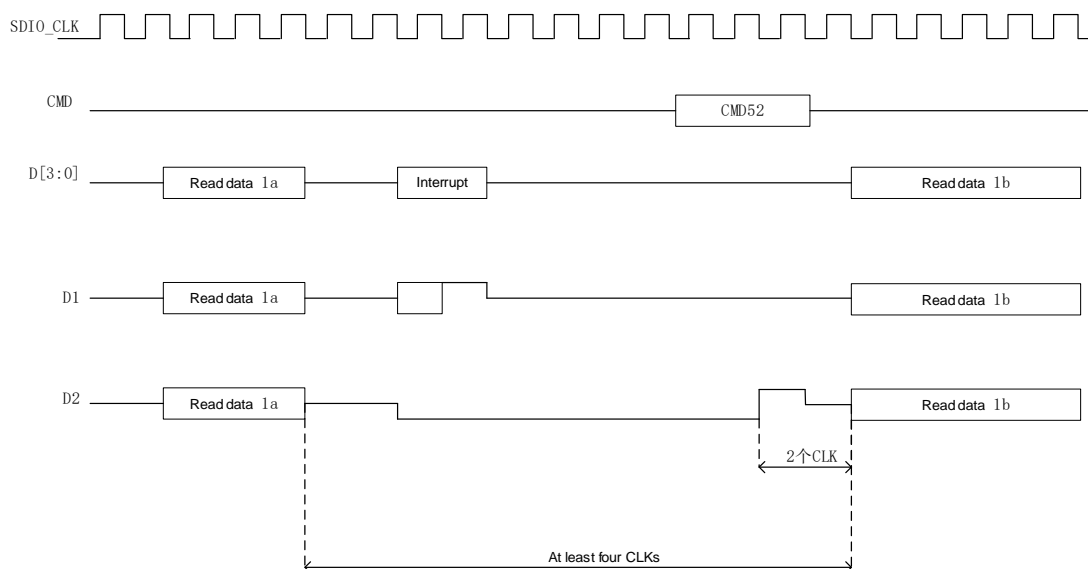 SDIO_CLK
CMD
CMD52
D[3:0]
Read data 1a
Interrupt
Read data 1b
D1
Read data 1a
Read data 1b
D2
Read data 1a
Read data 1b
2个CLK
At least four CLKs